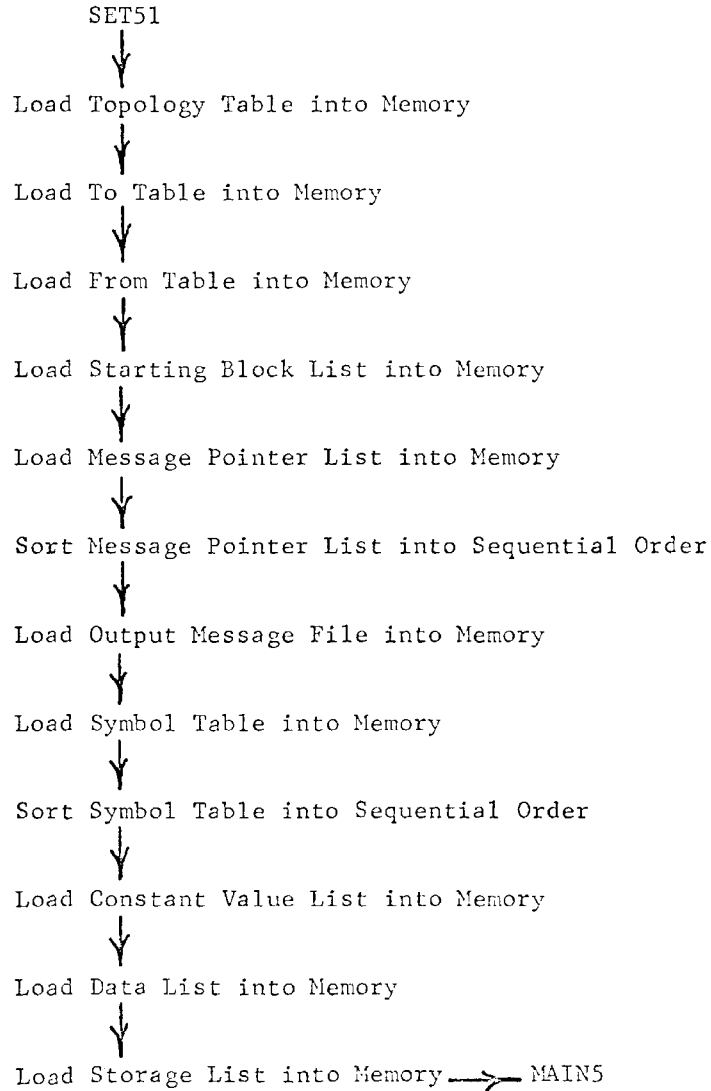 SET51
Load Topology Table into Memory
Load To Table into Memory
Load From Table into Memory
Load Starting Block List into Memory
Load Message Pointer List into Memory
Sort Message Pointer List into Sequential Order
Load Output Message File into Memory
Load Symbol Table into Memory
Sort Symbol Table into Sequential Order
Load Constant Value List into Memory
Load Data List into Memory
Load Storage List into Memory MAIN5